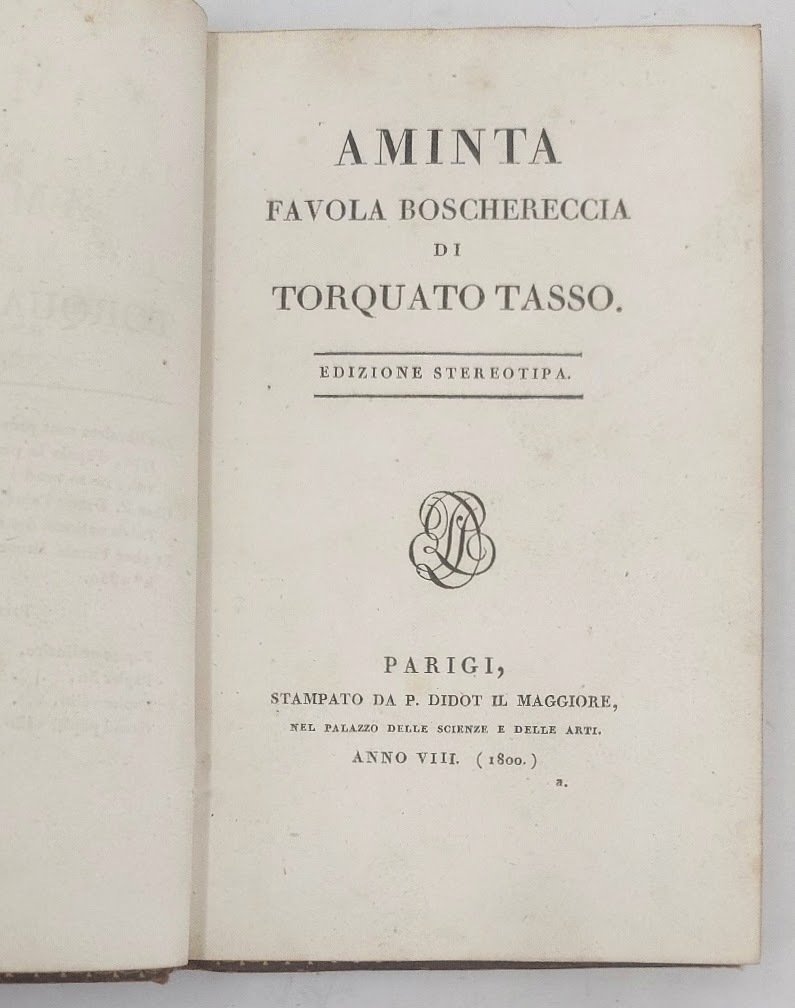 AMINTA
FAVOLA BOSCHERECCIA
DI
TORQUATO TASSO.
EDIZIONE STEREOTIPA.
PARIGI,
STAMPATO DA P. DIDOT IL MAGGIORE,
NEL PALAZZO DELLE SCIENZE E DELLE ARTI.
ANNO VIII. (1800.)
a.